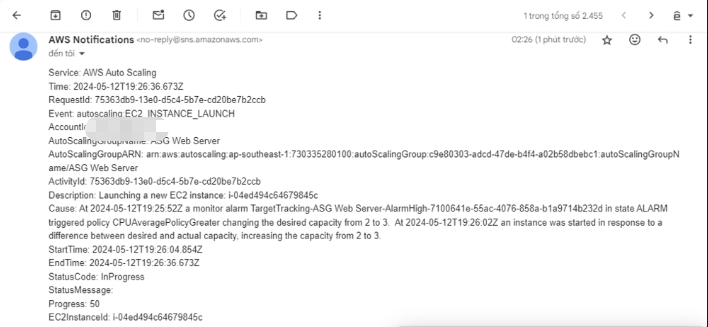 1 trong tổng số 2.455
AWS Notifications <no-reply@sns.amazonaws.com>
02:26 (1 phút trước)
đến tôi
Service: AWS Auto Scaling
Time: 2024-05-12T19:26:36.673Z
RequestId: 75363db9-13e0-d5c4-5b7e-cd20be7b2ccb
Event: autoscaling:EC2_INSTANCE_LAUNCH
AccountId
AutoScalingGroupName: ASG Web Server
AutoScalingGroupARN: arn:aws:autoscaling:ap-southeast-1:730335280100:autoScalingGroup:c9e80303-adcd-47de-b4f4-a02b58dbebc1:autoScalingGroupN
ame/ASG Web Server
ActivityId: 75363db9-13e0-d5c4-5b7e-cd20be7b2ccb
Description: Launching a new EC2 instance: i-04ed494c64679845c
Cause: At 2024-05-12T19:25:52Z a monitor alarm TargetTracking-ASG Web Server-AlarmHigh-7100641e-55ac-4076-858a-b1a9714b232d in state ALARM
triggered policy CPUAveragePolicyGreater changing the desired capacity from 2 to 3. At 2024-05-12T19:26:02Z an instance was started in response to a
difference between desired and actual capacity, increasing the capacity from 2 to 3.
StartTime: 2024-05-12T19:26:04.854Z
EndTime: 2024-05-12T19:26:36.673Z
StatusCode: InProgress
StatusMessage:
Progress: 50
EC2InstanceId: i-04ed494c64679845c